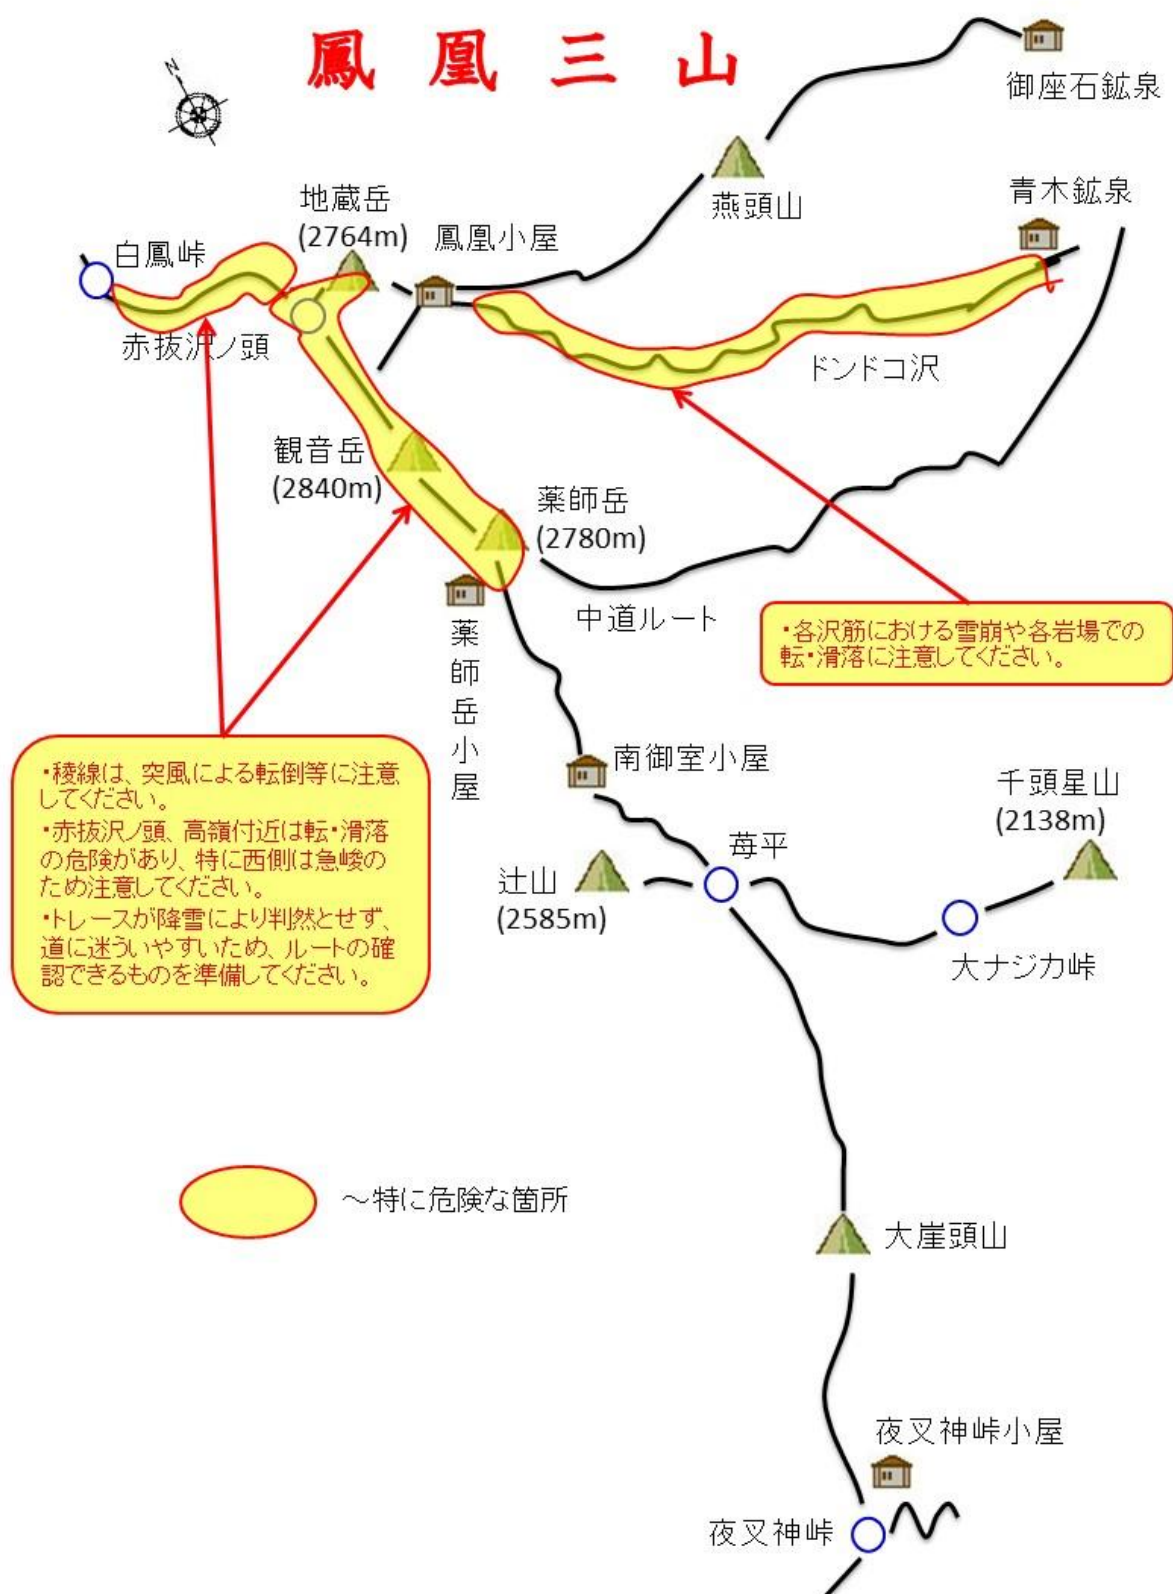 鳳凰三山
N
御座石鉱泉
青木鉱泉
燕頭山
地蔵岳
(2764m)
鳳凰小屋
白鳳峠
赤抜沢ノ頭
ドンドコ沢
観音岳
(2840m)
薬師岳
(2780m)
中道ルート
薬師岳小屋
・各沢筋における雪崩や各岩場での
転・滑落に注意してください。
・稜線は、突風による転倒等に注意
してください。
・赤抜沢ノ頭、高嶺付近は転・滑落
の危険があり、特に西側は急峻の
ため注意してください。
・トレースが降雪により判然とせず、
道に迷ういやすいため、ルートの確
認できるものを準備してください。
南御室小屋
千頭星山
(2138m)
苺平
辻山
(2585m)
大ナジカ峠
～特に危険な箇所
大崖頭山
夜叉神峠小屋
夜叉神峠